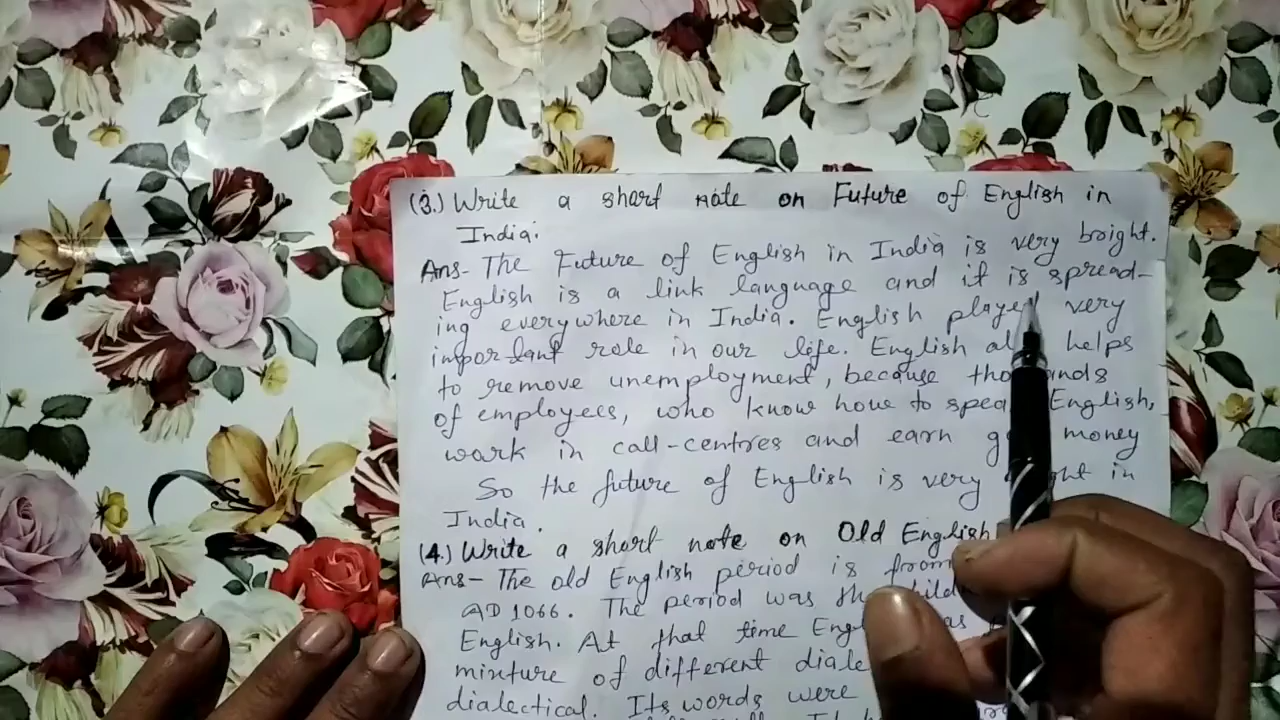 (3.) Write a short note on Future of English in
India.
Ans- The Future of English in India is very bright.
English is a link language and it is spread-
ing everywhere in India. English played very
important role in our life. English helps
to remove unemployment, because
of employees, who know how to English,
work in call-centres and earn money
So the future of English is very in
India.
(4.) Write a short note on Old English
Ans- The old English period is from
AD 1066. The period was
English. At that time
mixture of different
dialectical. Its words were